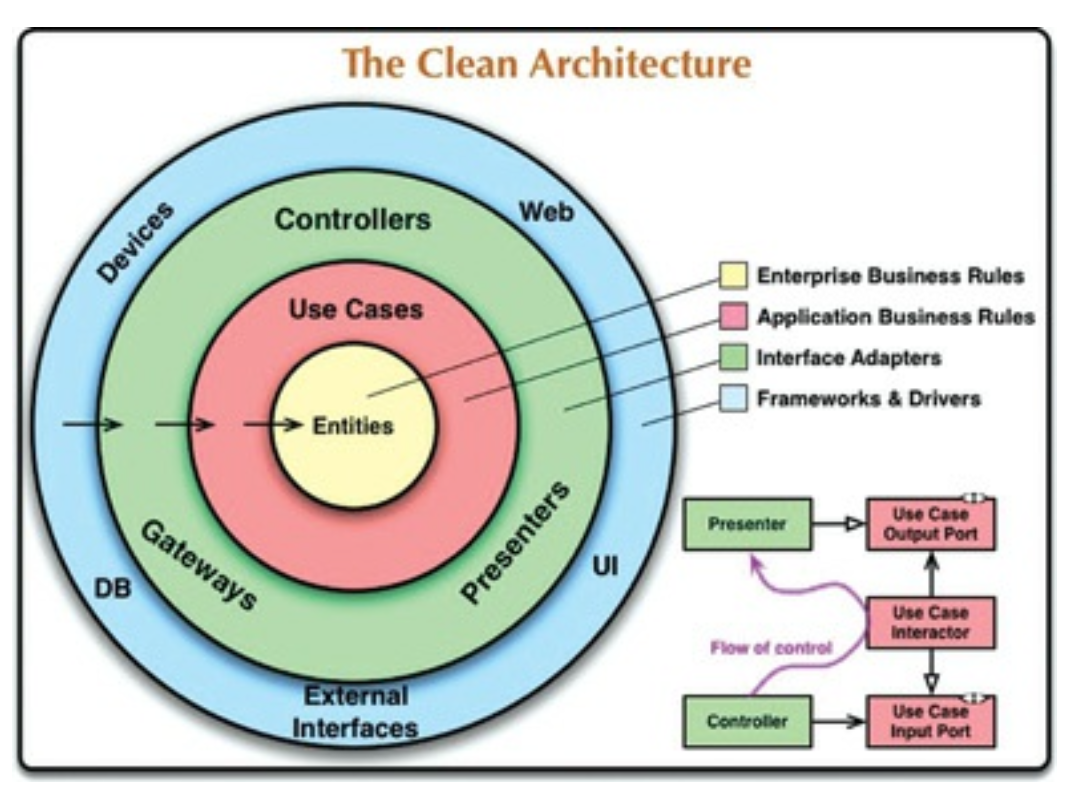 The Clean Architecture
Devices
Controllers
Web
Use Cases
Entities
Gateways
Presenters
DB
UI
External
Interfaces
Enterprise Business Rules
Application Business Rules
Interface Adapters
Frameworks & Drivers
Presenter
Use Case
Output Port
Use Case
Interactor
Flow of control
Controller
Use Case
Input Port